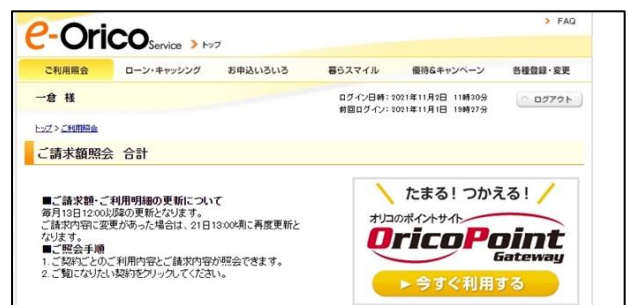 > FAQ
e-Orico Service > トップ
ご利用照会 ローン・キャッシング お申込いろいろ 暮らスマイル 優待&キャンペーン 各種登録・変更
一倉 様
ログイン日時：2021年11月2日 11時30分
前回ログイン：2021年11月1日 19時27分
ログアウト
トップ > ご利用照会
ご請求額照会 合計
■ご請求額・ご利用明細の更新について
毎月13日12:00以降の更新となります。
ご請求内容に変更があった場合は、21日13:00頃に再度更新と
なります。
■ご照会手順
1. ご契約ごとのご利用内容とご請求内容が照会できます。
2. ご覧になりたい契約をクリックしてください。
たまる！つかえる！
オリコのポイントサイト
OricoPoint
Gateway
▶ 今すぐ利用する